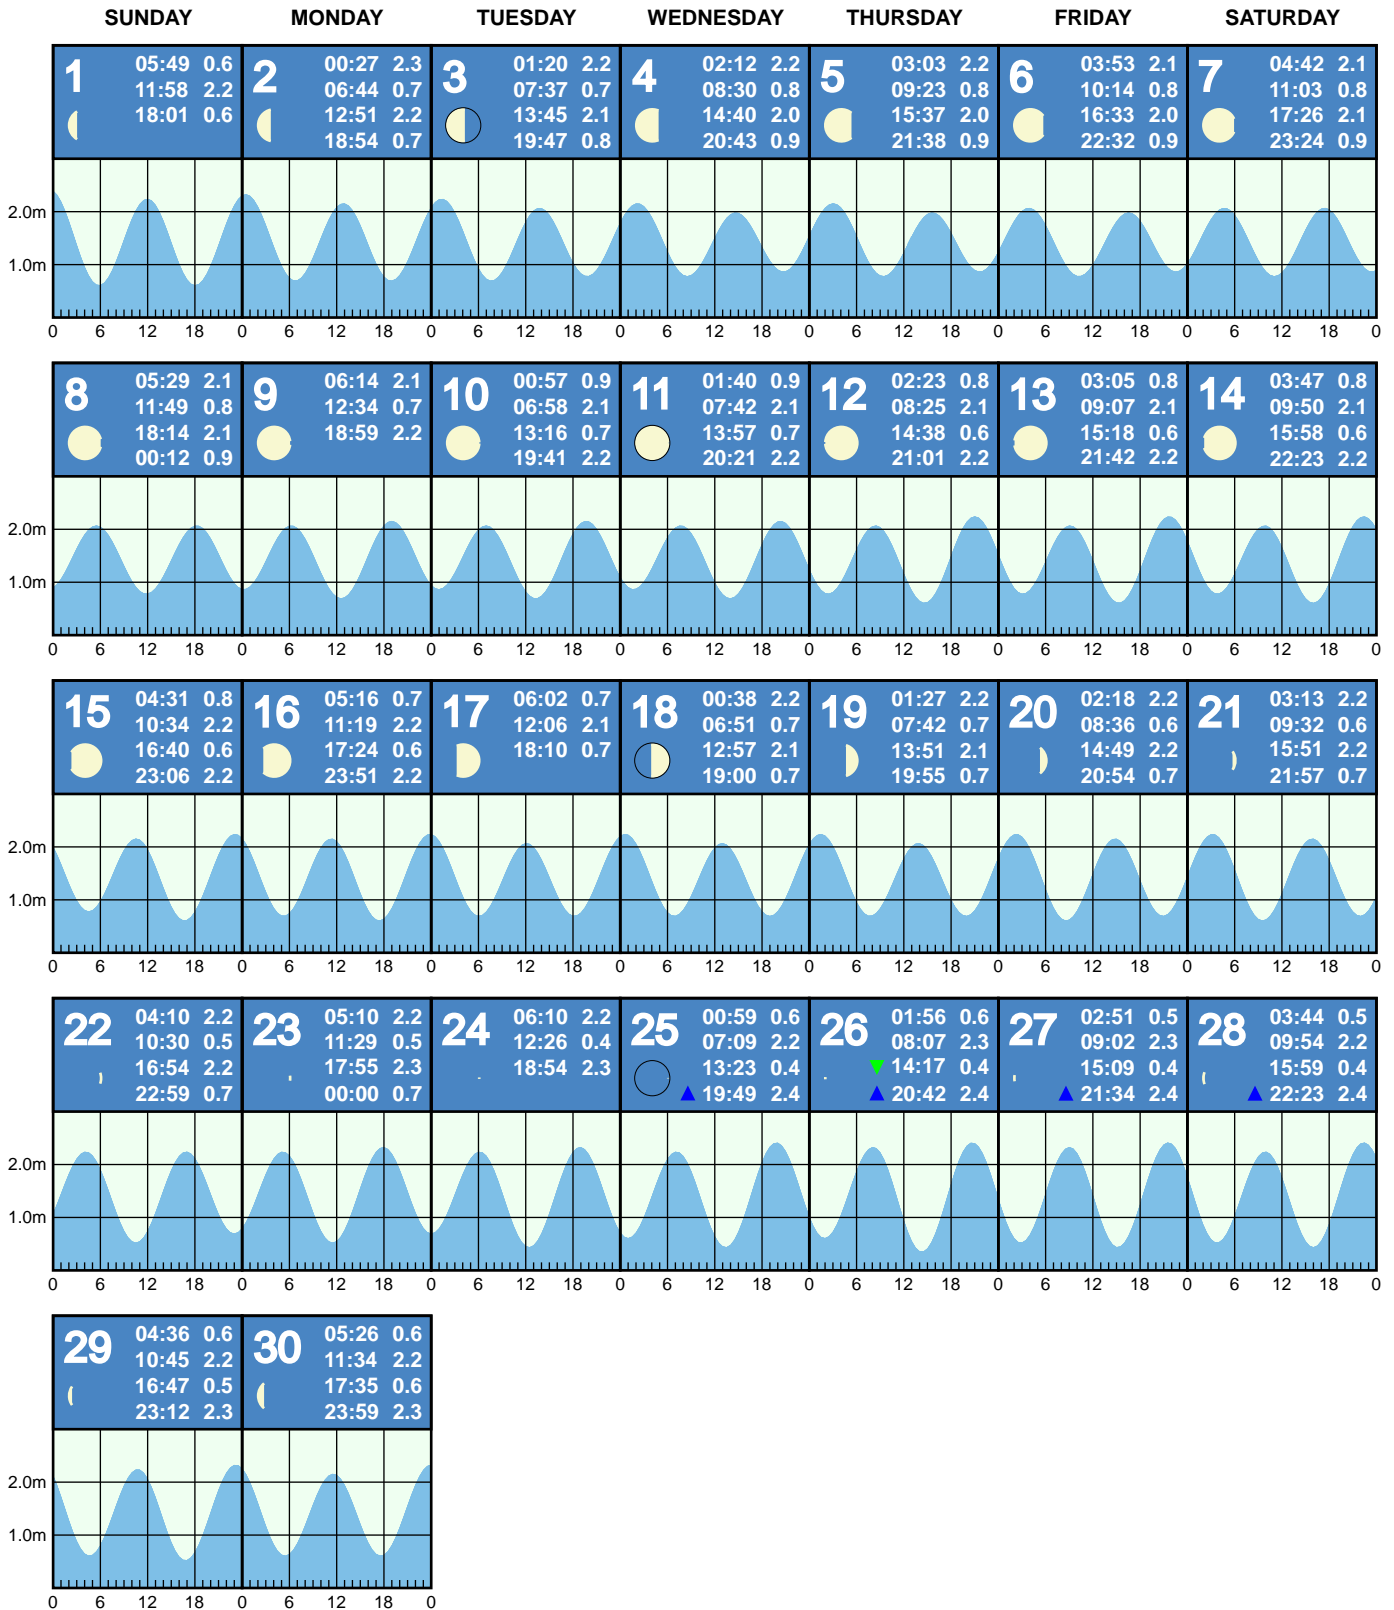 SUNDAY MONDAY TUESDAY WEDNESDAY THURSDAY FRIDAY SATURDAY
1 05:49 0.6
11:58 2.2
18:01 0.6
2 00:27 2.3
06:44 0.7
12:51 2.2
18:54 0.7
3 01:20 2.2
07:37 0.7
13:45 2.1
19:47 0.8
4 02:12 2.2
08:30 0.8
14:40 2.0
20:43 0.9
5 03:03 2.2
09:23 0.8
15:37 2.0
21:38 0.9
6 03:53 2.1
10:14 0.8
16:33 2.0
22:32 0.9
7 04:42 2.1
11:03 0.8
17:26 2.1
23:24 0.9
2.0m
1.0m
0 6 12 18 0 6 12 18 0 6 12 18 0 6 12 18 0 6 12 18 0 6 12 18 0 6 12 18 0
8 05:29 2.1
11:49 0.8
18:14 2.1
00:12 0.9
9 06:14 2.1
12:34 0.7
18:59 2.2
10 00:57 0.9
06:58 2.1
13:16 0.7
19:41 2.2
11 01:40 0.9
07:42 2.1
13:57 0.7
20:21 2.2
12 02:23 0.8
08:25 2.1
14:38 0.6
21:01 2.2
13 03:05 0.8
09:07 2.1
15:18 0.6
21:42 2.2
14 03:47 0.8
09:50 2.1
15:58 0.6
22:23 2.2
2.0m
1.0m
0 6 12 18 0 6 12 18 0 6 12 18 0 6 12 18 0 6 12 18 0 6 12 18 0 6 12 18 0
15 04:31 0.8
10:34 2.2
16:40 0.6
23:06 2.2
16 05:16 0.7
11:19 2.2
17:24 0.6
23:51 2.2
17 06:02 0.7
12:06 2.1
18:10 0.7
18 00:38 2.2
06:51 0.7
12:57 2.1
19:00 0.7
19 01:27 2.2
07:42 0.7
13:51 2.1
19:55 0.7
20 02:18 2.2
08:36 0.6
14:49 2.2
20:54 0.7
21 03:13 2.2
09:32 0.6
15:51 2.2
21:57 0.7
2.0m
1.0m
0 6 12 18 0 6 12 18 0 6 12 18 0 6 12 18 0 6 12 18 0 6 12 18 0 6 12 18 0
22 04:10 2.2
10:30 0.5
16:54 2.2
22:59 0.7
23 05:10 2.2
11:29 0.5
17:55 2.3
00:00 0.7
24 06:10 2.2
12:26 0.4
18:54 2.3
25 00:59 0.6
07:09 2.2
13:23 0.4
19:49 2.4
26 01:56 0.6
08:07 2.3
14:17 0.4
20:42 2.4
27 02:51 0.5
09:02 2.3
15:09 0.4
21:34 2.4
28 03:44 0.5
09:54 2.2
15:59 0.4
22:23 2.4
2.0m
1.0m
0 6 12 18 0 6 12 18 0 6 12 18 0 6 12 18 0 6 12 18 0 6 12 18 0 6 12 18 0
29 04:36 0.6
10:45 2.2
16:47 0.5
23:12 2.3
30 05:26 0.6
11:34 2.2
17:35 0.6
23:59 2.3
2.0m
1.0m
0 6 12 18 0 6 12 18 0